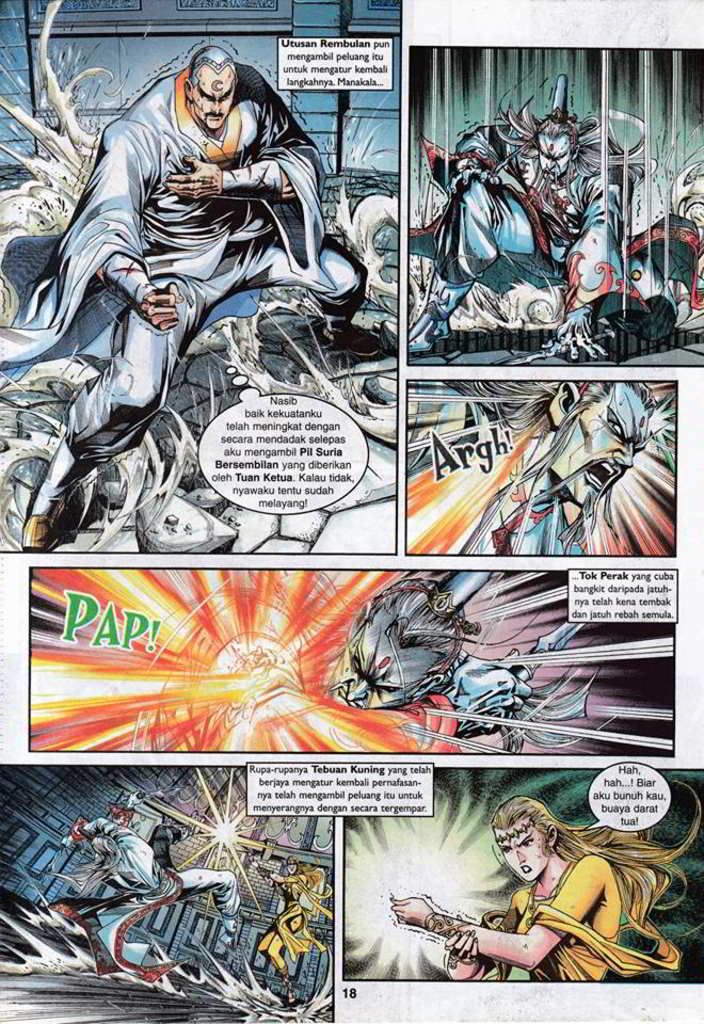 Utusan Rembulan pun
mengambil peluang itu
untuk mengatur kembali
langkahnya. Manakala...
Nasib
baik kekuatanku
telah meningkat dengan
secara mendadak selepas
aku mengambil Pil Suria
Bersembilan yang diberikan
oleh Tuan Ketua. Kalau tidak,
nyawaku tentu sudah
melayang!
Argh!
PAP!
...Tok Perak yang cuba
bangkit daripada jatuh-
nya telah kena tembak
dan jatuh rebah semula.
Rupa-rupanya Tebuan Kuning yang telah
berjaya mengatur kembali pernafasan-
nya telah mengambil peluang itu untuk
menyerangnya dengan secara tergempar.
Hah,
hah...! Biar
aku bunuh kau,
buaya darat
tua!
18